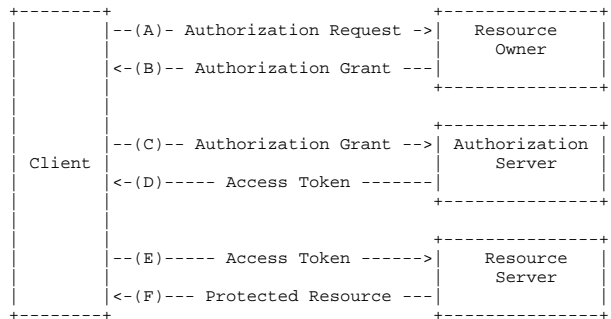 --(A)- Authorization Request -> Resource
Owner
<-(B)-- Authorization Grant ---
--(C)-- Authorization Grant --> Authorization
Client Server
<-(D)----- Access Token -------
--(E)----- Access Token ------> Resource
Server
<-(F)--- Protected Resource ---